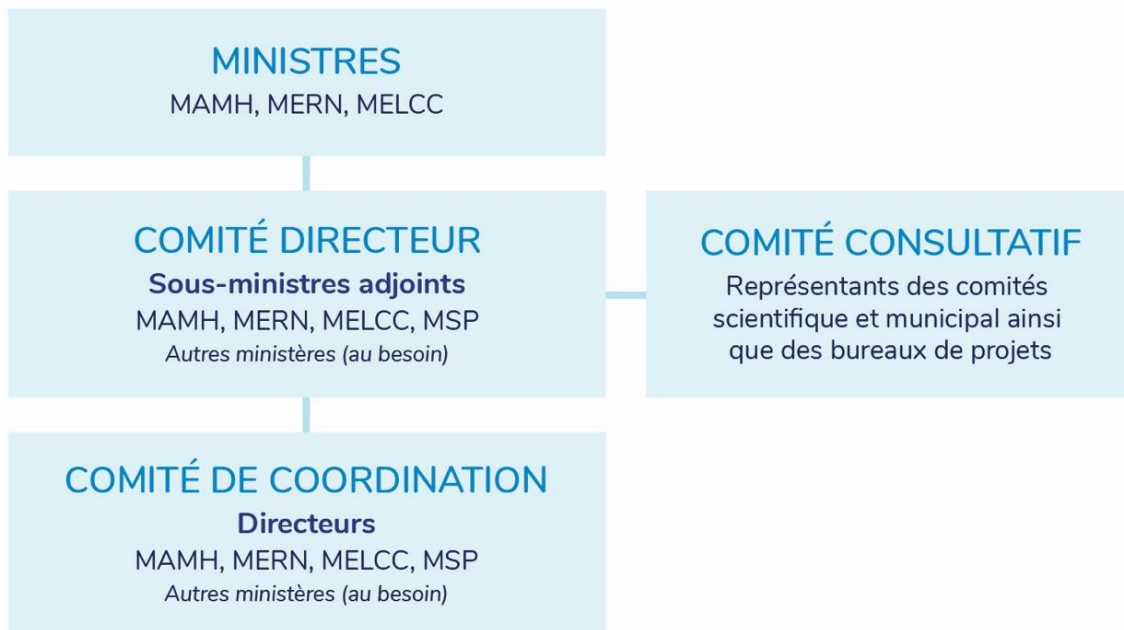 MINISTRES
MAMH, MERN, MELCC
COMITÉ DIRECTEUR
Sous-ministres adjoints
MAMH, MERN, MELCC, MSP
Autres ministères (au besoin)
COMITÉ CONSULTATIF
Représentants des comités
scientifique et municipal ainsi
que des bureaux de projets
COMITÉ DE COORDINATION
Directeurs
MAMH, MERN, MELCC, MSP
Autres ministères (au besoin)